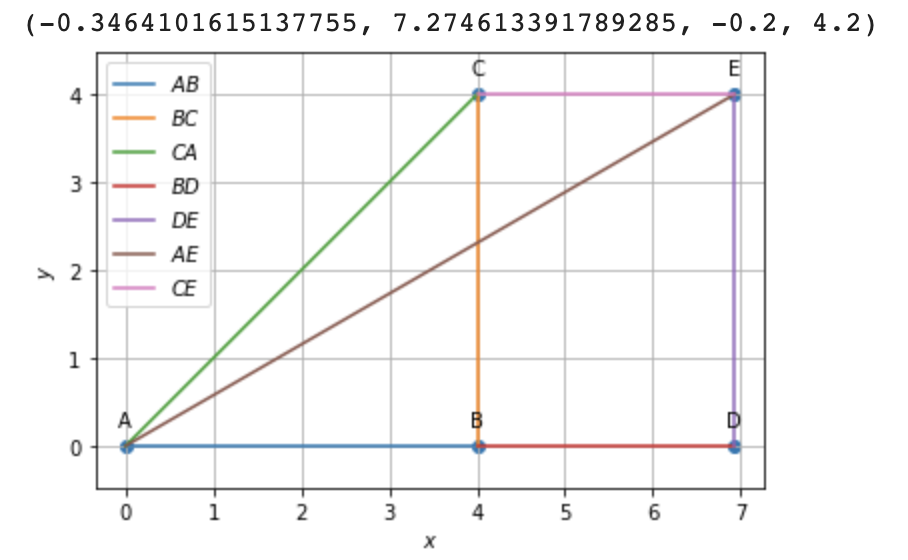 (-0.3464101615137755, 7.274613391789285, -0.2, 4.2)
C E
AB
BC
CA
BD
DE
AE
CE
4
3
2
1
0
y
A B D
0 1 2 3 4 5 6 7
x